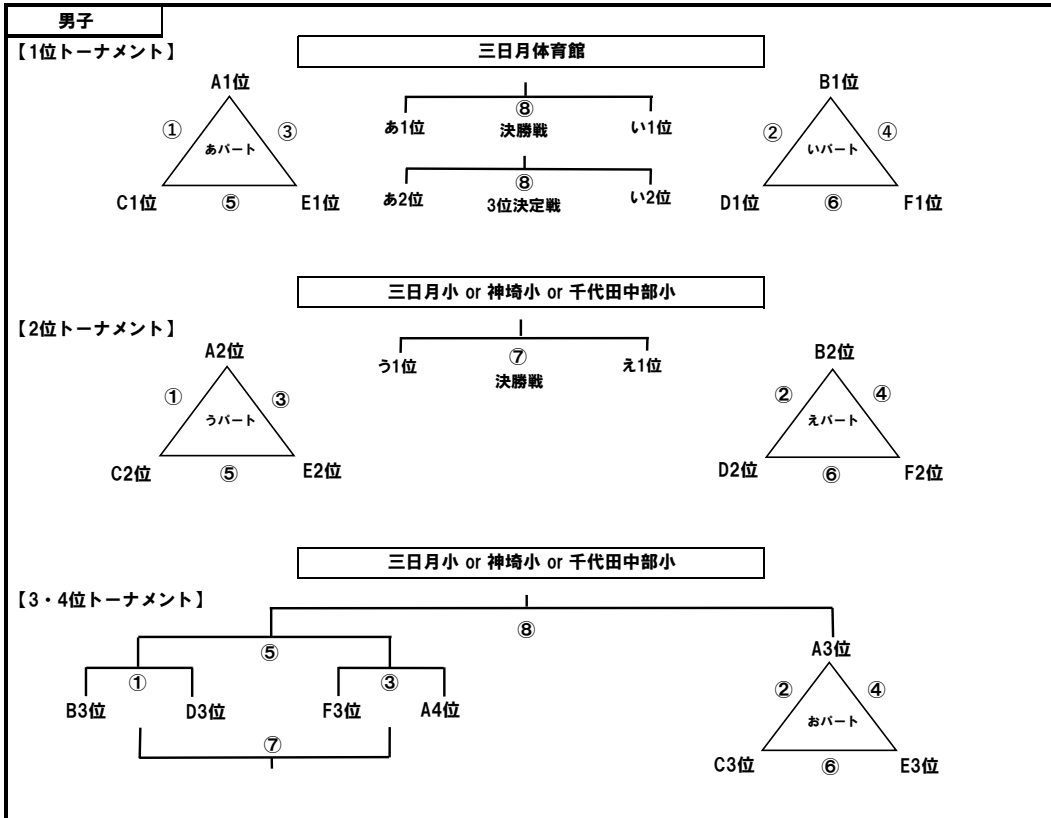 男子
【1位トーナメント】
三日月体育館
A1位
B1位
あ1位
⑧
決勝戦
い1位
①
③
あパート
②
④
いパート
あ2位
⑧
3位決定戦
い2位
C1位
⑤
E1位
D1位
⑥
F1位
三日月小 or 神埼小 or 千代田中部小
【2位トーナメント】
A2位
B2位
う1位
⑦
決勝戦
え1位
①
③
うパート
②
④
えパート
C2位
⑤
E2位
D2位
⑥
F2位
三日月小 or 神埼小 or 千代田中部小
【3・4位トーナメント】
⑧
⑤
A3位
①
③
B3位
D3位
F3位
A4位
②
④
おパート
⑦
C3位
⑥
E3位